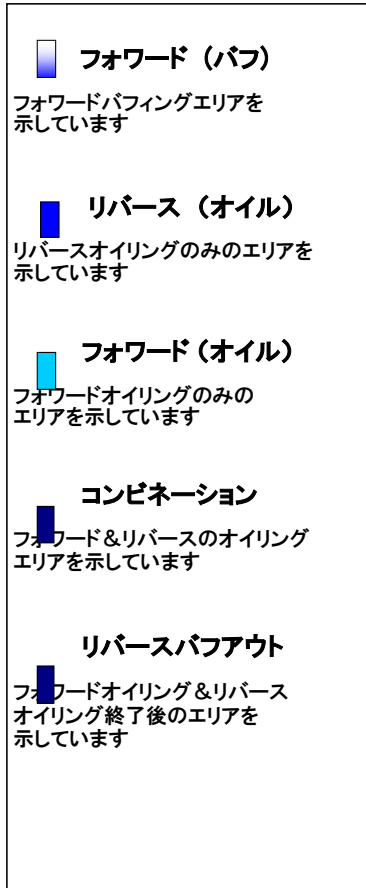 フォワード（バフ）
フォワードバフィングエリアを
示しています
リバース（オイル）
リバースオイリングのみのエリアを
示しています
フォワード（オイル）
フォワードオイリングのみの
エリアを示しています
コンビネーション
フォワード＆リバースのオイリング
エリアを示しています
リバースバフアウト
フォワードオイリング＆リバース
オイリング終了後のエリアを
示しています